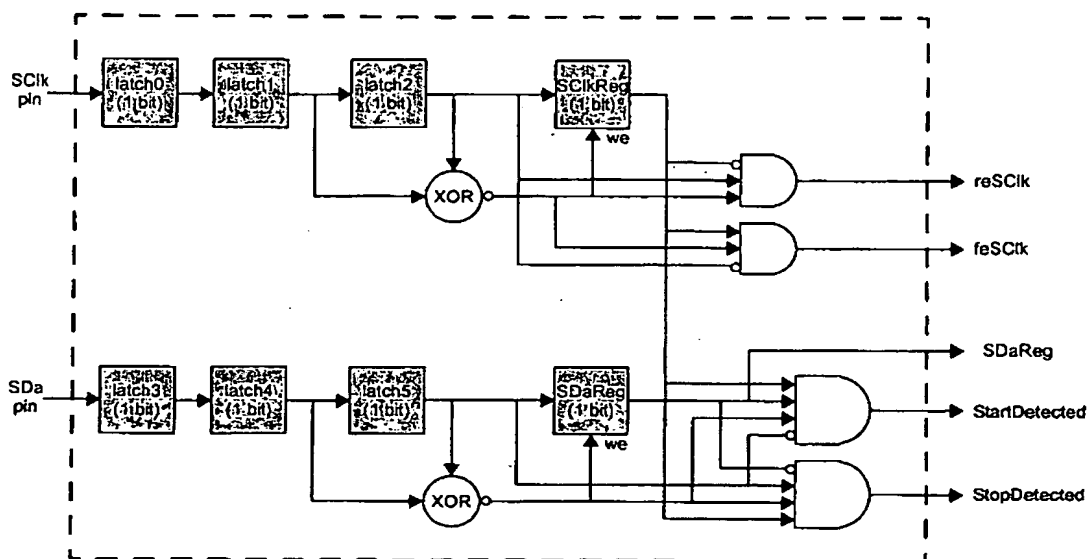 SClk
pin
latch0
(1 bit)
latch1
(1 bit)
latch2
(1 bit)
SClkReg
(1 bit)
we
XOR
reSClk
feSClk
SDa
pin
latch3
(1 bit)
latch4
(1 bit)
latch5
(1 bit)
SDaReg
(1 bit)
we
XOR
SDaReg
StartDetected
StopDetected